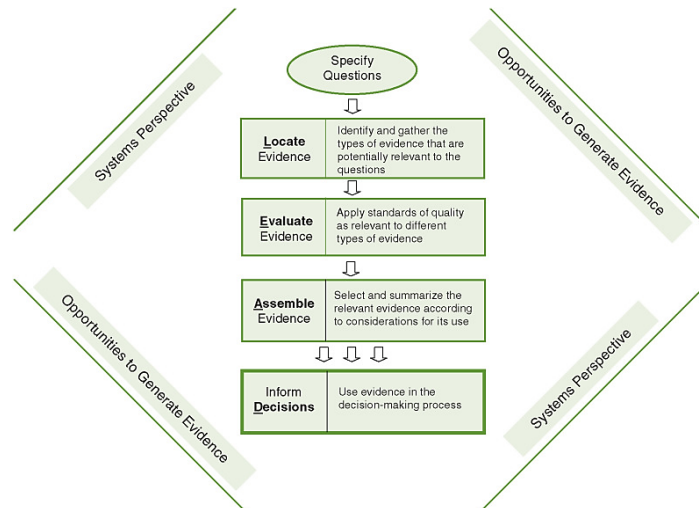 Specify
Questions
Systems Perspective
Opportunities to Generate Evidence
Locate
Evidence
Identify and gather the
types of evidence that are
potentially relevant to the
questions
Evaluate
Evidence
Apply standards of quality
as relevant to different
types of evidence
Assemble
Evidence
Select and summarize the
relevant evidence according
to considerations for its use
Inform
Decisions
Use evidence in the
decision-making process
Opportunities to Generate Evidence
Systems Perspective